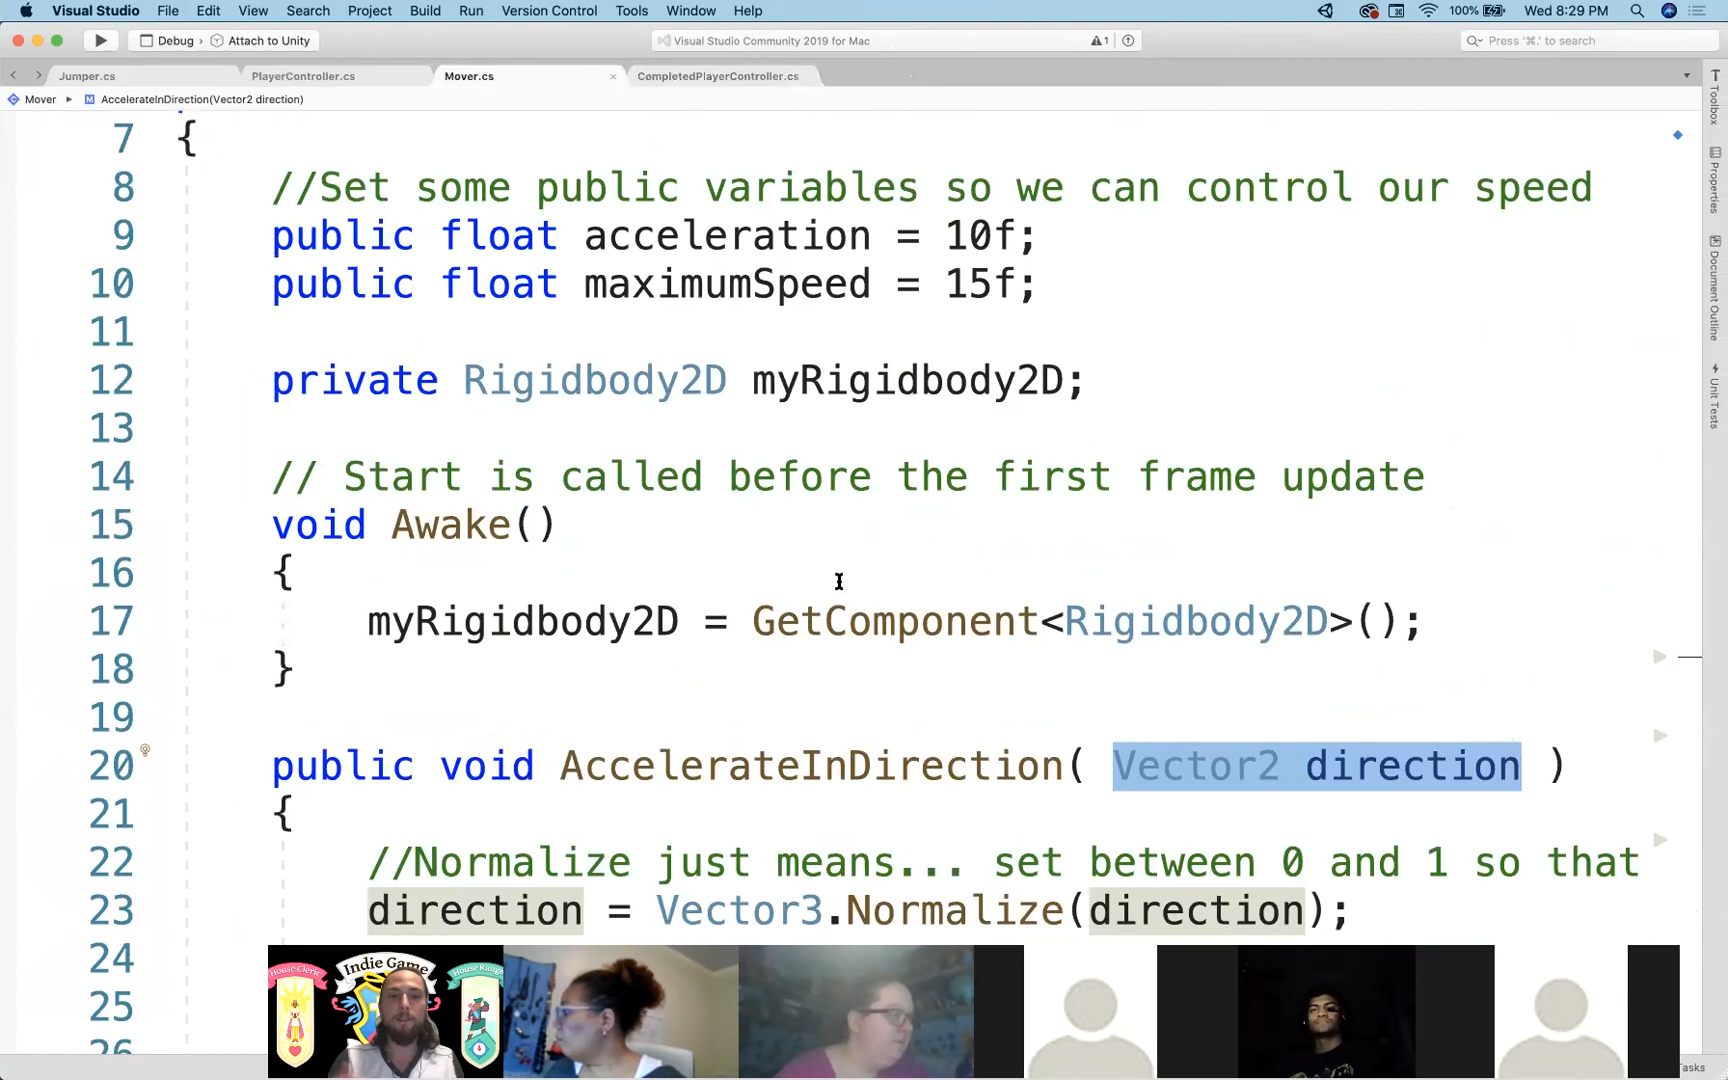 Visual Studio File Edit View Search Project Build Run Version Control Tools Window Help 100% Wed 8:29 PM
Debug Attach to Unity Visual Studio Community 2019 for Mac 1 Press '⌘.' to search
Jumper.cs PlayerController.cs Mover.cs CompletedPlayerController.cs
Mover AccelerateInDirection(Vector2 direction)
7 {
8 //Set some public variables so we can control our speed
9 public float acceleration = 10f;
10 public float maximumSpeed = 15f;
11
12 private Rigidbody2D myRigidbody2D;
13
14 // Start is called before the first frame update
15 void Awake()
16 {
17 myRigidbody2D = GetComponent<Rigidbody2D>();
18 }
19
20 public void AccelerateInDirection( Vector2 direction )
21 {
22 //Normalize just means... set between 0 and 1 so that
23 direction = Vector3.Normalize(direction);
24
25
26
Toolbox
Properties
Document Outline
Unit Tests
House Cleric
Indie Game
Tasks